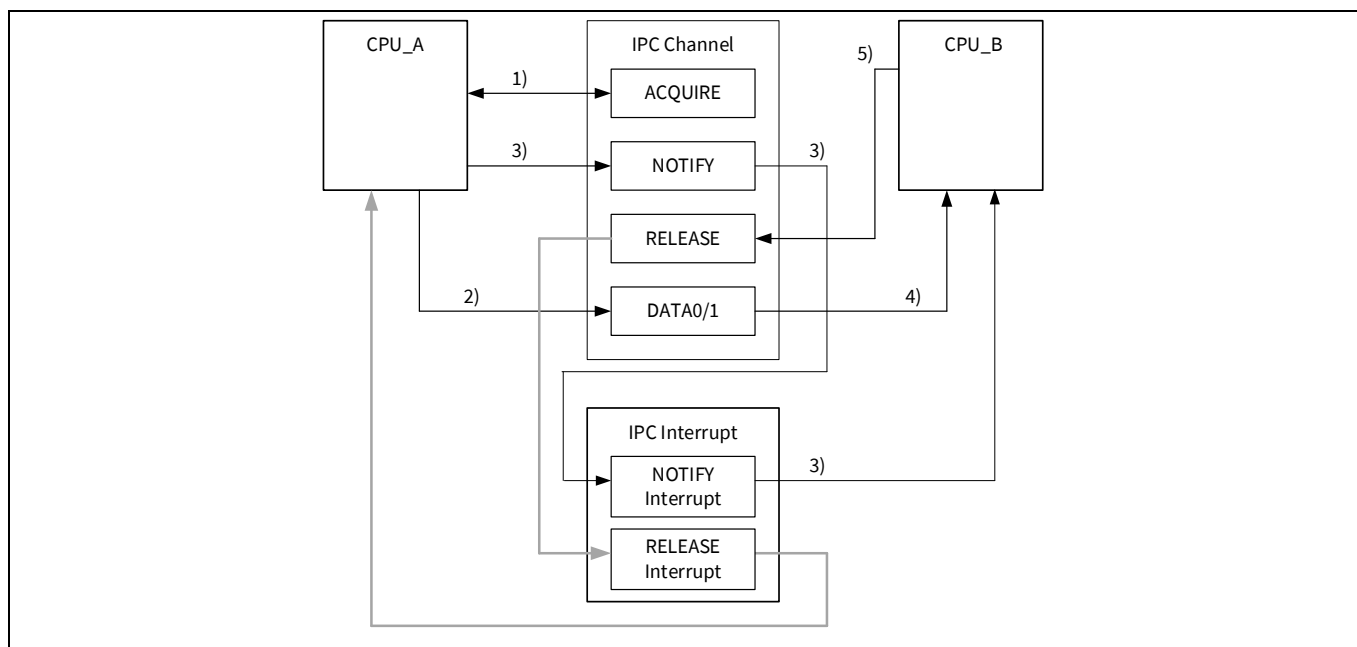 CPU_A
IPC Channel
CPU_B
5)
1)
ACQUIRE
3)
NOTIFY
3)
RELEASE
2)
DATA0/1
4)
IPC Interrupt
NOTIFY
Interrupt
3)
RELEASE
Interrupt